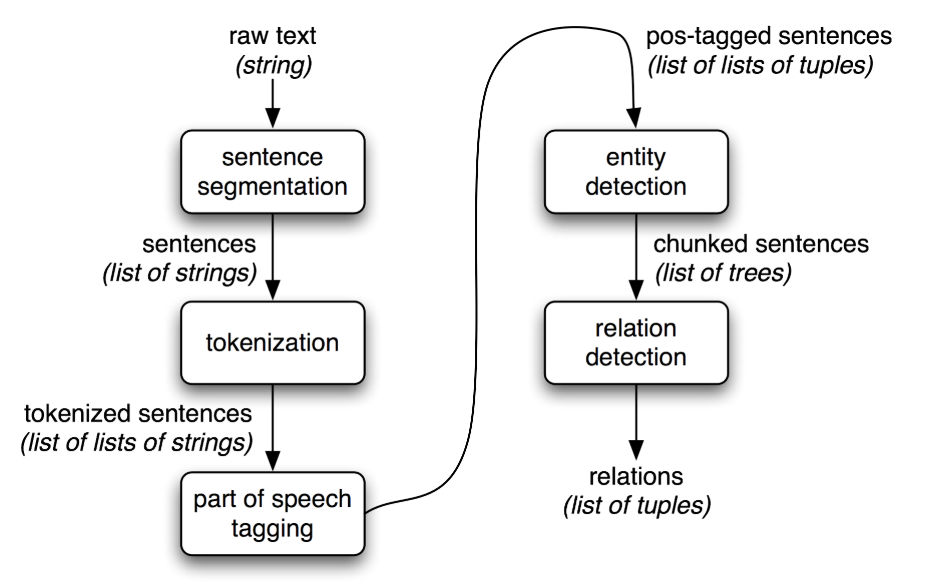 raw text
(string)
sentence
segmentation
sentences
(list of strings)
tokenization
tokenized sentences
(list of lists of strings)
part of speech
tagging
pos-tagged sentences
(list of lists of tuples)
entity
detection
chunked sentences
(list of trees)
relation
detection
relations
(list of tuples)